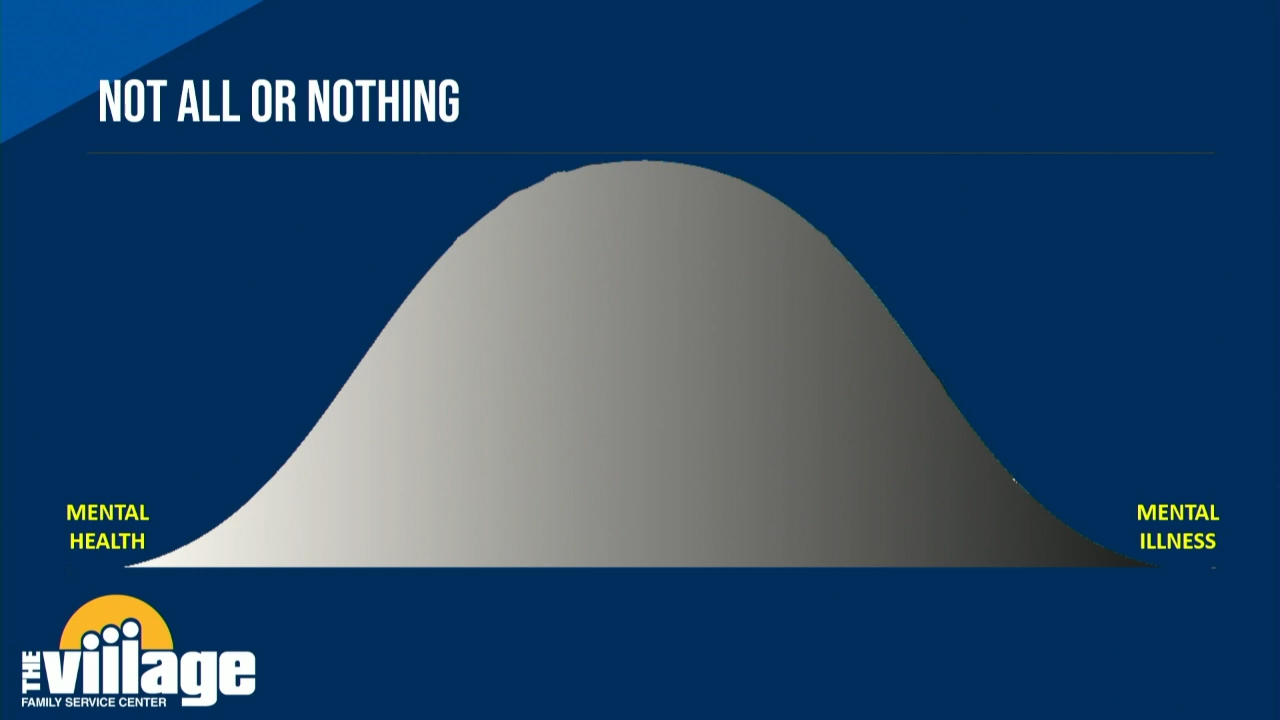 NOT ALL OR NOTHING
MENTAL
HEALTH
MENTAL
ILLNESS
THE village
FAMILY SERVICE CENTER